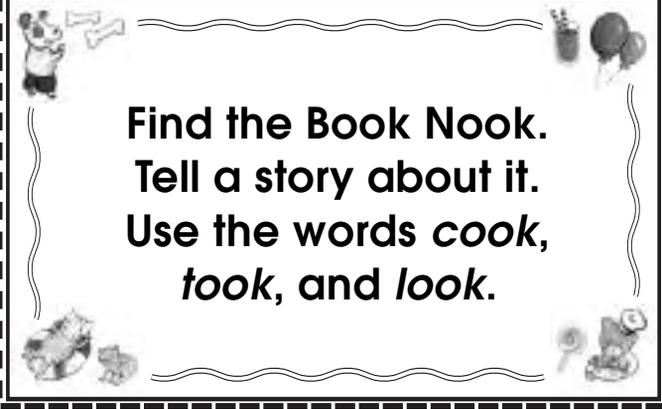 Find the Book Nook.
Tell a story about it.
Use the words cook,
took, and look.